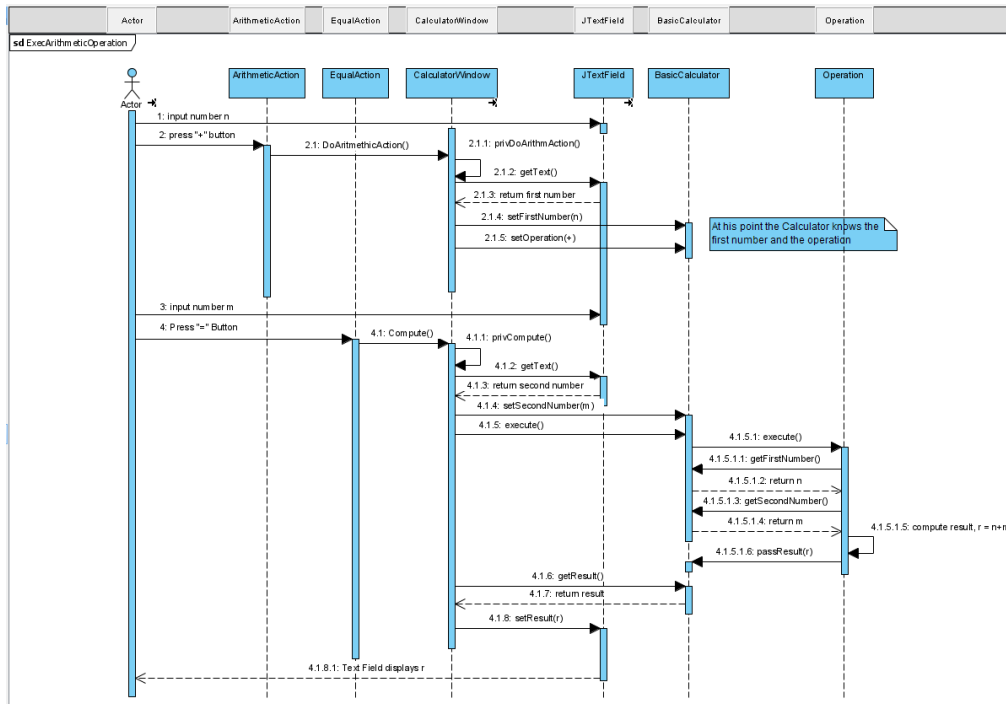 Actor
ArithmeticAction
EqualAction
CalculatorWindow
JTextField
BasicCalculator
Operation
sd ExecArithmeticOperation
ArithmeticAction
EqualAction
CalculatorWindow
JTextField
BasicCalculator
Operation
Actor
1: input number n
2: press "+" button
2.1: DoAritmethicAction()
2.1.1: privDoArithmAction()
2.1.2: getText()
2.1.3: return first number
2.1.4: setFirstNumber(n)
2.1.5: setOperation(+)
At his point the Calculator knows the
first number and the operation
3: input number m
4: Press "=" Button
4.1: Compute()
4.1.1: privCompute()
4.1.2: getText()
4.1.3: return second number
4.1.4: setSecondNumber(m)
4.1.5: execute()
4.1.5.1: execute()
4.1.5.1.1: getFirstNumber()
4.1.5.1.2: return n
4.1.5.1.3: getSecondNumber()
4.1.5.1.4: return m
4.1.5.1.5: compute result, r = n+m
4.1.5.1.6: passResult(r)
4.1.6: getResult()
4.1.7: return result
4.1.8: setResult(r)
4.1.8.1: Text Field displays r